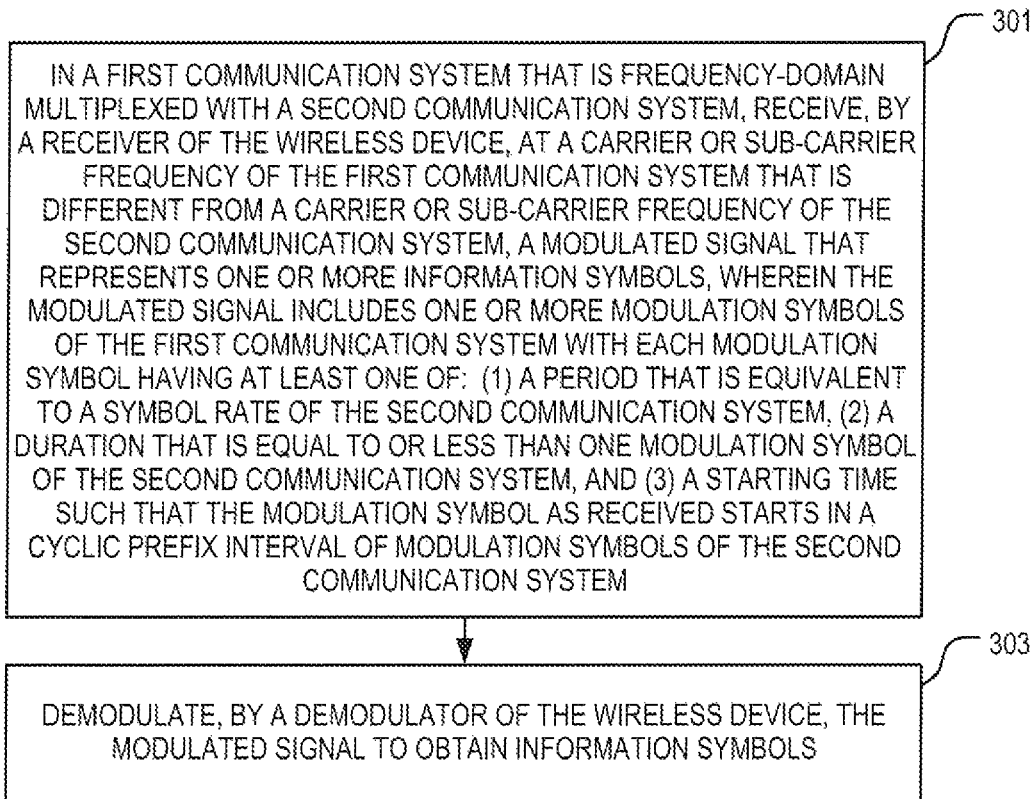 301
IN A FIRST COMMUNICATION SYSTEM THAT IS FREQUENCY-DOMAIN
MULTIPLEXED WITH A SECOND COMMUNICATION SYSTEM, RECEIVE, BY
A RECEIVER OF THE WIRELESS DEVICE, AT A CARRIER OR SUB-CARRIER
FREQUENCY OF THE FIRST COMMUNICATION SYSTEM THAT IS
DIFFERENT FROM A CARRIER OR SUB-CARRIER FREQUENCY OF THE
SECOND COMMUNICATION SYSTEM, A MODULATED SIGNAL THAT
REPRESENTS ONE OR MORE INFORMATION SYMBOLS, WHEREIN THE
MODULATED SIGNAL INCLUDES ONE OR MORE MODULATION SYMBOLS
OF THE FIRST COMMUNICATION SYSTEM WITH EACH MODULATION
SYMBOL HAVING AT LEAST ONE OF: (1) A PERIOD THAT IS EQUIVALENT
TO A SYMBOL RATE OF THE SECOND COMMUNICATION SYSTEM, (2) A
DURATION THAT IS EQUAL TO OR LESS THAN ONE MODULATION SYMBOL
OF THE SECOND COMMUNICATION SYSTEM, AND (3) A STARTING TIME
SUCH THAT THE MODULATION SYMBOL AS RECEIVED STARTS IN A
CYCLIC PREFIX INTERVAL OF MODULATION SYMBOLS OF THE SECOND
COMMUNICATION SYSTEM
303
DEMODULATE, BY A DEMODULATOR OF THE WIRELESS DEVICE, THE
MODULATED SIGNAL TO OBTAIN INFORMATION SYMBOLS